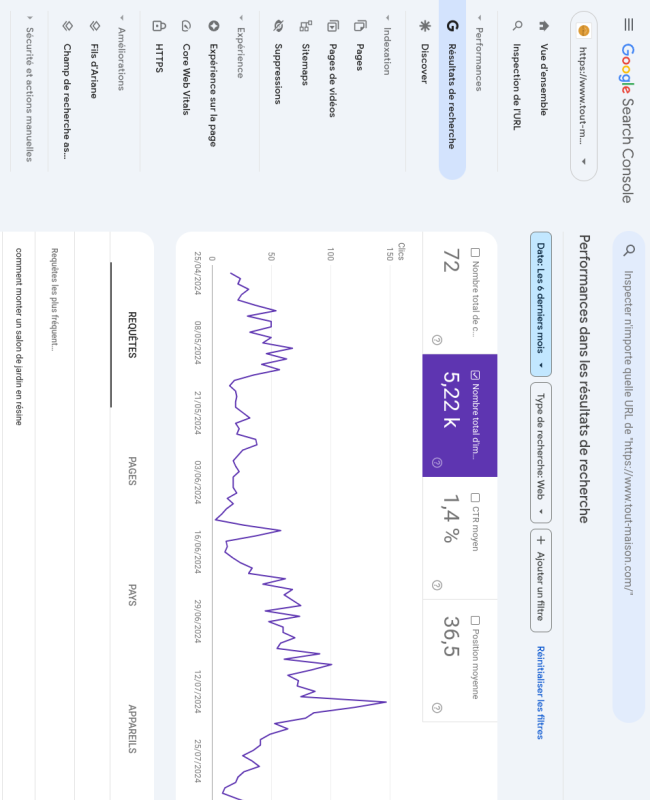 Google Search Console
Inspecter n'importe quelle URL de "https://www.tout-maison.com/"
https://www.tout-m...
Vue d'ensemble
Inspection de l'URL
Performances
Résultats de recherche
Discover
Indexation
Pages
Pages de vidéos
Sitemaps
Suppressions
Expérience
Expérience sur la page
Core Web Vitals
HTTPS
Améliorations
Fils d'Ariane
Champ de recherche as...
Sécurité et actions manuelles
Performances dans les résultats de recherche
Date: Les 6 derniers mois
Type de recherche: Web
Ajouter un filtre
Réinitialiser les filtres
Nombre total de c...
72
Nombre total d'im...
5,22 k
CTR moyen
1,4 %
Position moyenne
36,5
Clics
150
100
50
0
25/04/2024 08/05/2024 21/05/2024 03/06/2024 16/06/2024 29/06/2024 12/07/2024 25/07/2024
REQUÊTES PAGES PAYS APPAREILS
Requêtes les plus fréquent...
comment monter un salon de jardin en résine